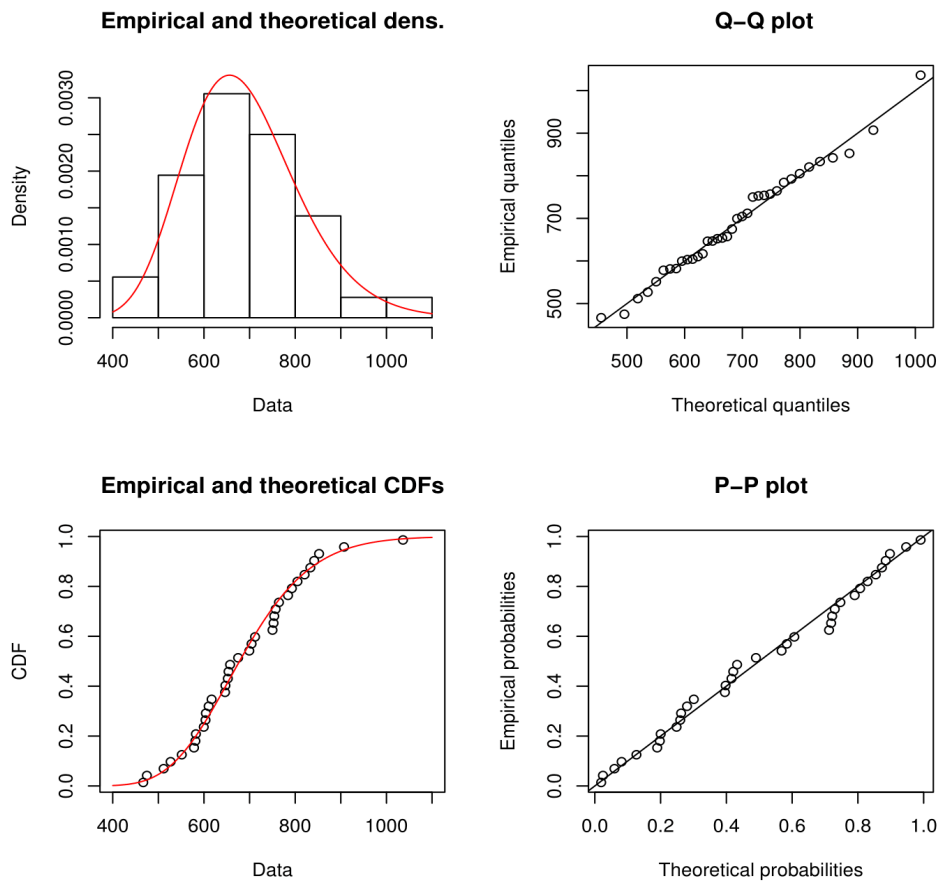 Empirical and theoretical dens.
Density
0.0000 0.0010 0.0020 0.0030
400 600 800 1000
Data
Q−Q plot
Empirical quantiles
500 700 900
500 600 700 800 900 1000
Theoretical quantiles
Empirical and theoretical CDFs
CDF
0.0 0.2 0.4 0.6 0.8 1.0
400 600 800 1000
Data
P−P plot
Empirical probabilities
0.0 0.2 0.4 0.6 0.8 1.0
0.0 0.2 0.4 0.6 0.8 1.0
Theoretical probabilities